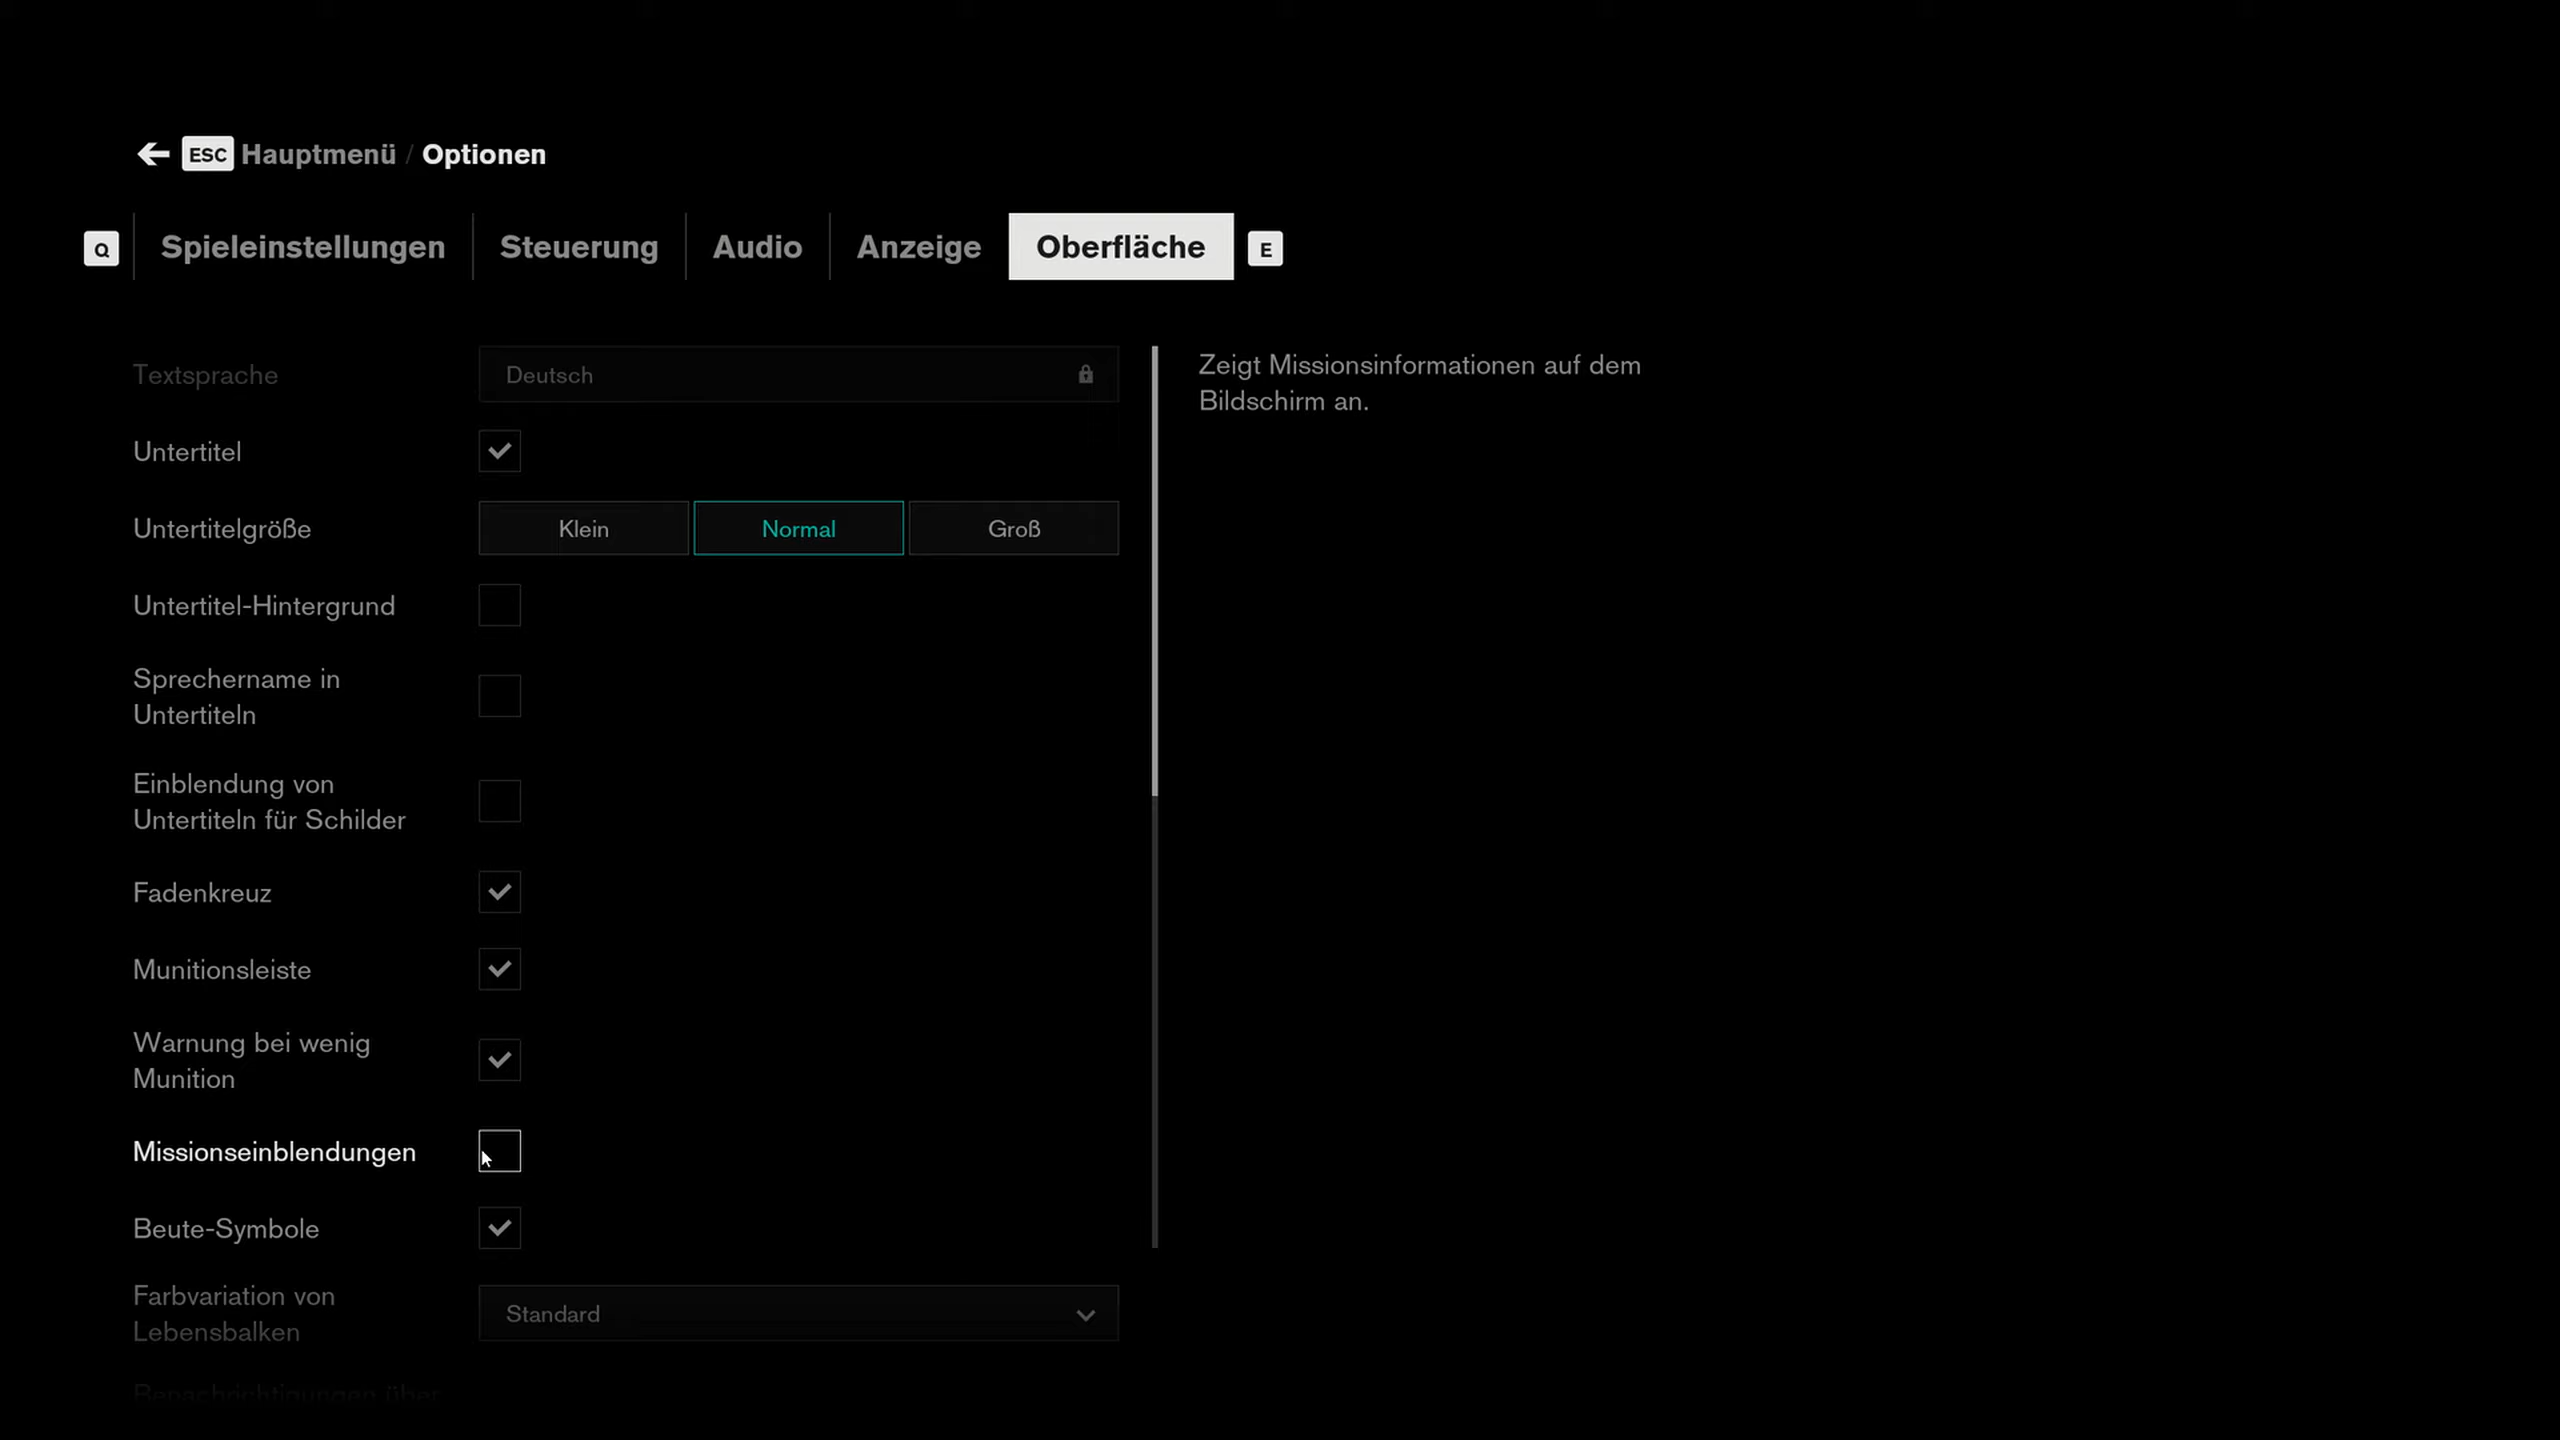 ESC Hauptmenü / Optionen
Q Spieleinstellungen Steuerung Audio Anzeige Oberfläche E
Textsprache Deutsch
Zeigt Missionsinformationen auf dem
Bildschirm an.
Untertitel
Untertitelgröße Klein Normal Groß
Untertitel-Hintergrund
Sprechername in
Untertiteln
Einblendung von
Untertiteln für Schilder
Fadenkreuz
Munitionsleiste
Warnung bei wenig
Munition
Missionseinblendungen
Beute-Symbole
Farbvariation von
Lebensbalken
Standard
Benachrichtigungen über